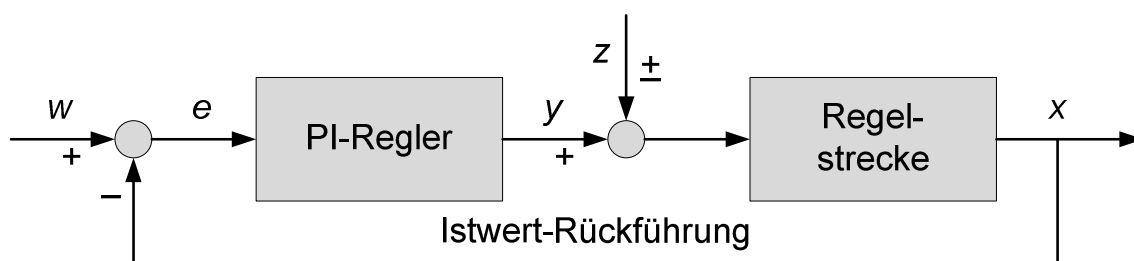 z
±
w
e
y
x
PI-Regler
Regel-
strecke
+
+
−
Istwert-Rückführung